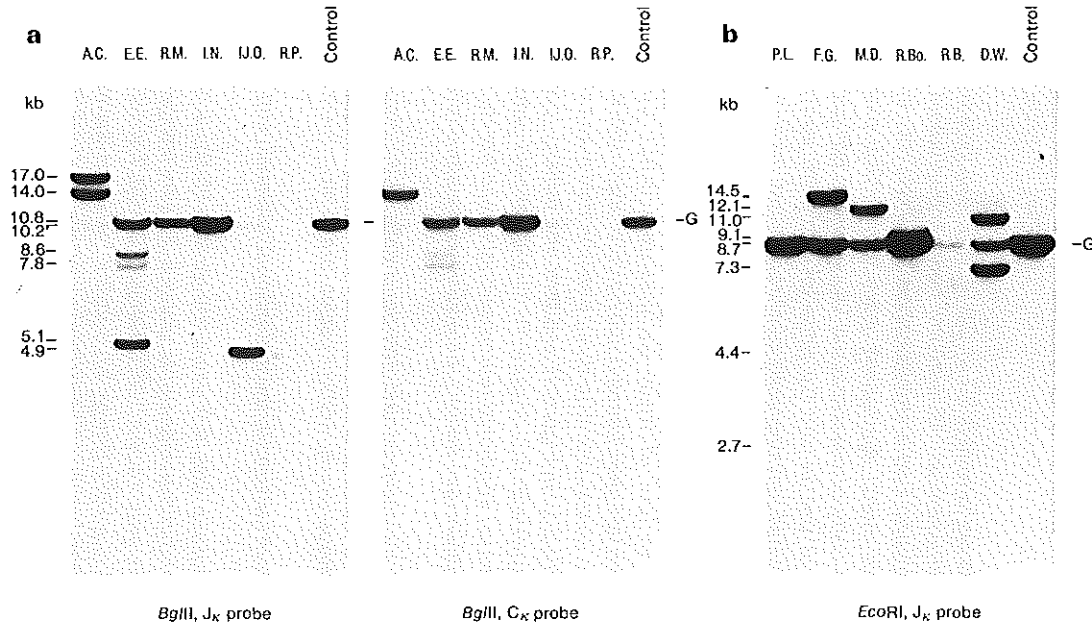 a
A.C. E.E. R.M. I.N. IJ.O. R.P. Control
kb
17.0–
14.0–
10.8–
10.2–
8.6–
7.8–
5.1–
4.9–
BglII, Jκ probe
A.C. E.E. R.M. I.N. IJ.O. R.P. Control
–
–G
BglII, Cκ probe
b
P.L. F.G. M.D. R.Bo. R.B. D.W. Control
kb
14.5–
12.1–
11.0–
9.1–
8.7–
7.3–
4.4–
2.7–
–G
EcoRI, Jκ probe